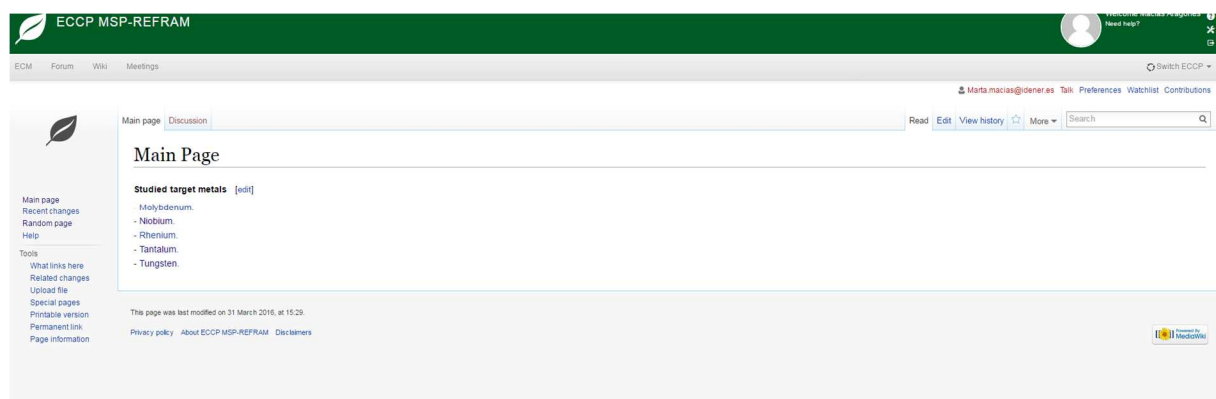 ECCP MSP-REFRAM
Welcome Macías Aragonés
Need help?
ECM Forum Wiki Meetings
Switch ECCP
Marta.macias@idener.es Talk Preferences Watchlist Contributions
Main page Discussion
Read Edit View history More Search
Main Page
Studied target metals [edit]
Molybdenum.
- Niobium.
- Rhenium.
- Tantalum.
- Tungsten.
Main page
Recent changes
Random page
Help
Tools
What links here
Related changes
Upload file
Special pages
Printable version
Permanent link
Page information
This page was last modified on 31 March 2016, at 15:29.
Privacy policy About ECCP MSP-REFRAM Disclaimers
Powered By
MediaWiki